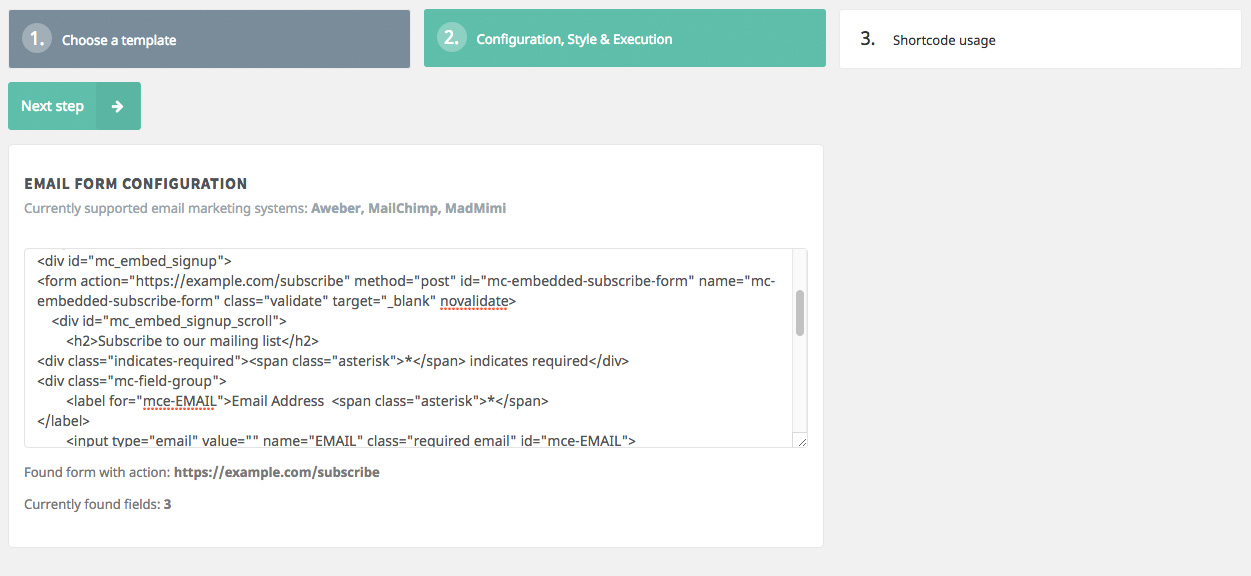 1. Choose a template
2. Configuration, Style & Execution
3. Shortcode usage
Next step
EMAIL FORM CONFIGURATION
Currently supported email marketing systems: Aweber, MailChimp, MadMimi
<div id="mc_embed_signup">
<form action="https://example.com/subscribe" method="post" id="mc-embedded-subscribe-form" name="mc-
embedded-subscribe-form" class="validate" target="_blank" novalidate>
<div id="mc_embed_signup_scroll">
<h2>Subscribe to our mailing list</h2>
<div class="indicates-required"><span class="asterisk">*</span> indicates required</div>
<div class="mc-field-group">
<label for="mce-EMAIL">Email Address  <span class="asterisk">*</span>
</label>
<input type="email" value="" name="EMAIL" class="required email" id="mce-EMAIL">
Found form with action: https://example.com/subscribe
Currently found fields: 3